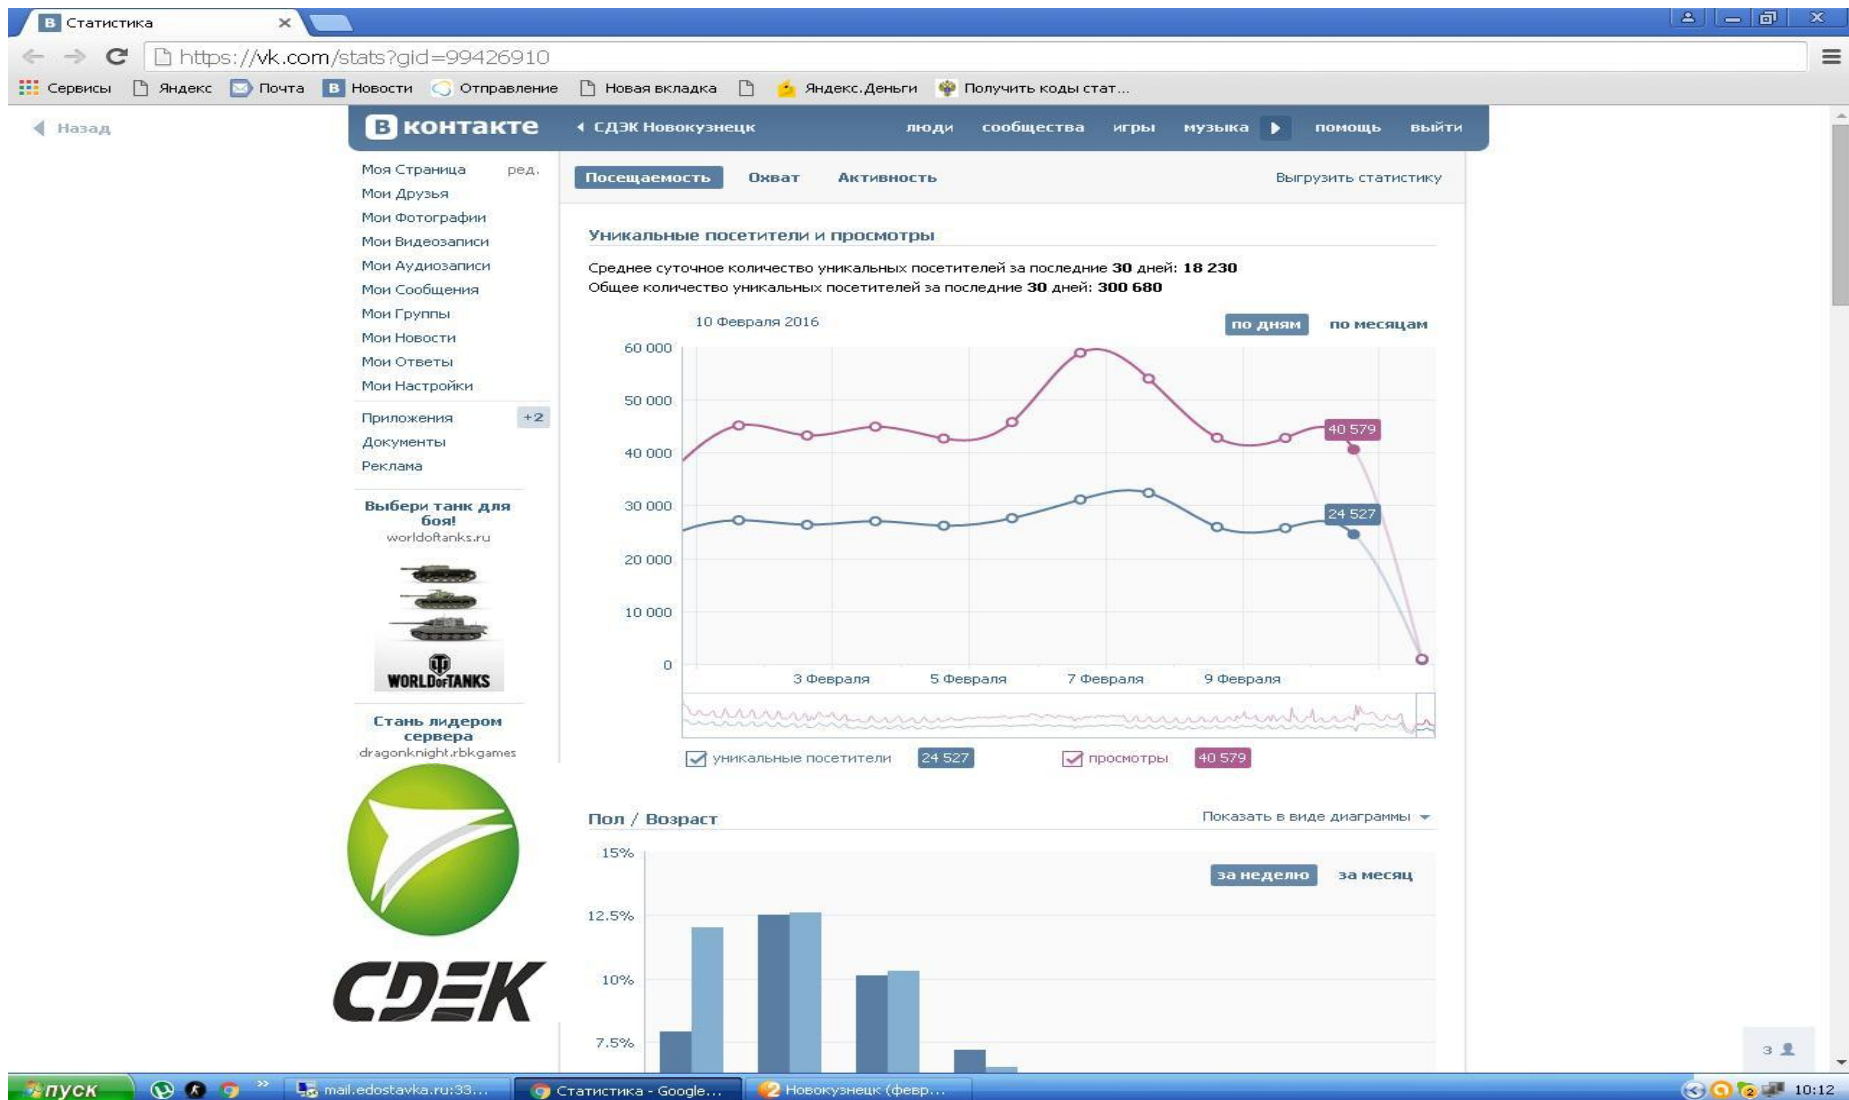 Статистика
https://vk.com/stats?gid=99426910
Сервисы Яндекс Почта Новости Отправление Новая вкладка Яндекс.Деньги Получить коды стат...
Назад
В контакте СДЭК Новокузнецк люди сообщества игры музыка помощь выйти
Моя Страница ред.
Мои Друзья
Мои Фотографии
Мои Видеозаписи
Мои Аудиозаписи
Мои Сообщения
Мои Группы
Мои Новости
Мои Ответы
Мои Настройки
Приложения +2
Документы
Реклама
Выбери танк для
боя!
worldoftanks.ru
WORLD OF TANKS
Стань лидером
сервера
dragonknight.rbkgames
CDEK
Посещаемость Охват Активность Выгрузить статистику
Уникальные посетители и просмотры
Среднее суточное количество уникальных посетителей за последние 30 дней: 18 230
Общее количество уникальных посетителей за последние 30 дней: 300 680
10 Февраля 2016 по дням по месяцам
60 000
50 000
40 000
30 000
20 000
10 000
0
40 579
24 527
3 Февраля 5 Февраля 7 Февраля 9 Февраля
уникальные посетители 24 527 просмотры 40 579
Пол / Возраст Показать в виде диаграммы
за неделю за месяц
15%
12.5%
10%
7.5%
3
пуск mail.edostavka.ru:33... Статистика - Google... 2 Новокузнецк (февр... 2 10:12